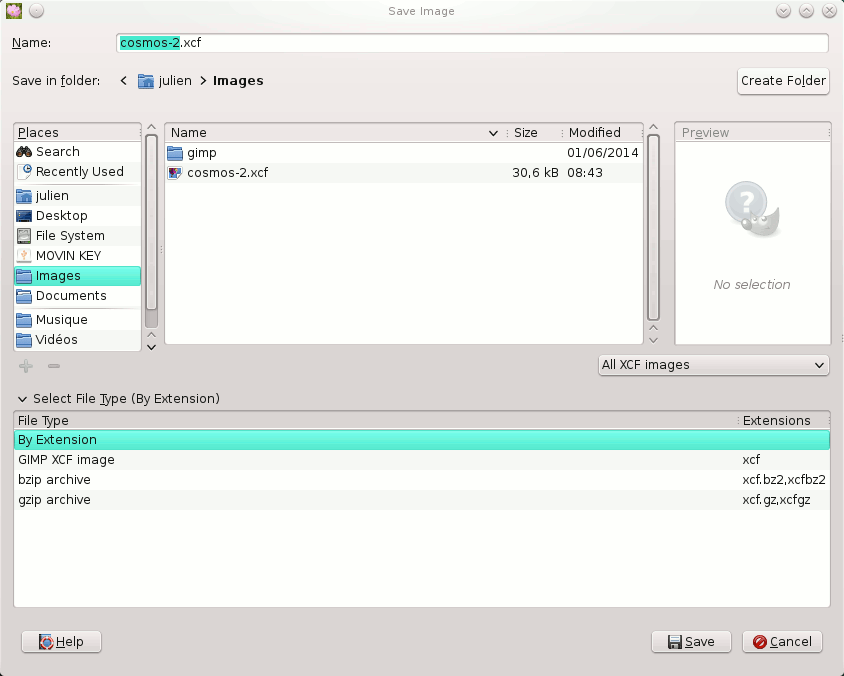 Save Image
Name: cosmos-2.xcf
Save in folder: julien Images
Create Folder
Places
Search
Recently Used
julien
Desktop
File System
MOVIN KEY
Images
Documents
Musique
Vidéos
Name Size Modified
gimp 01/06/2014
cosmos-2.xcf 30,6 kB 08:43
Preview
No selection
All XCF images
Select File Type (By Extension)
File Type Extensions
By Extension
GIMP XCF image xcf
bzip archive xcf.bz2,xcfbz2
gzip archive xcf.gz,xcfgz
Help Save Cancel